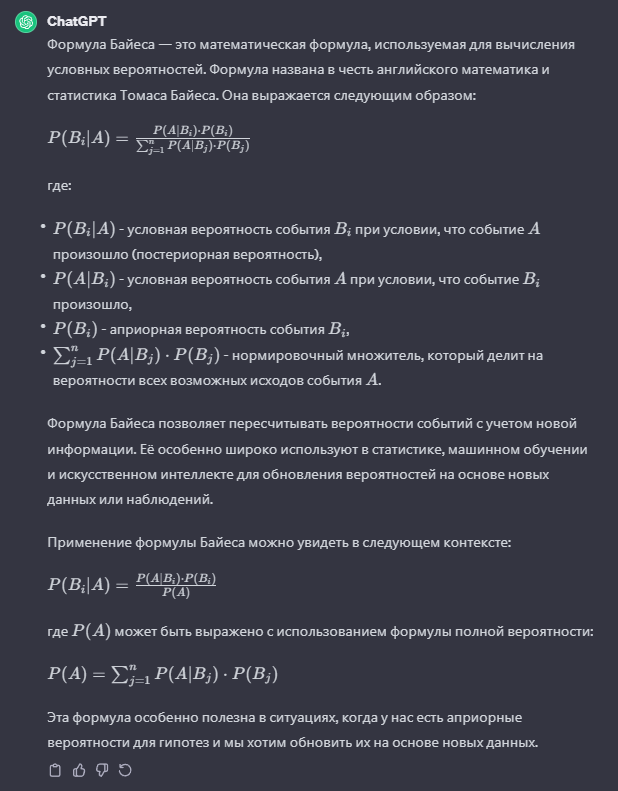 ChatGPT
Формула Байеса — это математическая формула, используемая для вычисления
условных вероятностей. Формула названа в честь английского математика и
статистика Томаса Байеса. Она выражается следующим образом:
P(B_i|A) = \frac{P(A|B_i)·P(B_i)}{\sum_{j=1}^{n} P(A|B_j)·P(B_j)}
где:
• P(B_i|A) - условная вероятность события B_i при условии, что событие A
произошло (постериорная вероятность),
• P(A|B_i) - условная вероятность события A при условии, что событие B_i
произошло,
• P(B_i) - априорная вероятность события B_i,
• \sum_{j=1}^{n} P(A|B_j) · P(B_j) - нормировочный множитель, который делит на
вероятности всех возможных исходов события A.
Формула Байеса позволяет пересчитывать вероятности событий с учетом новой
информации. Её особенно широко используют в статистике, машинном обучении
и искусственном интеллекте для обновления вероятностей на основе новых
данных или наблюдений.
Применение формулы Байеса можно увидеть в следующем контексте:
P(B_i|A) = \frac{P(A|B_i)·P(B_i)}{P(A)}
где P(A) может быть выражено с использованием формулы полной вероятности:
P(A) = \sum_{j=1}^{n} P(A|B_j) · P(B_j)
Эта формула особенно полезна в ситуациях, когда у нас есть априорные
вероятности для гипотез и мы хотим обновить их на основе новых данных.